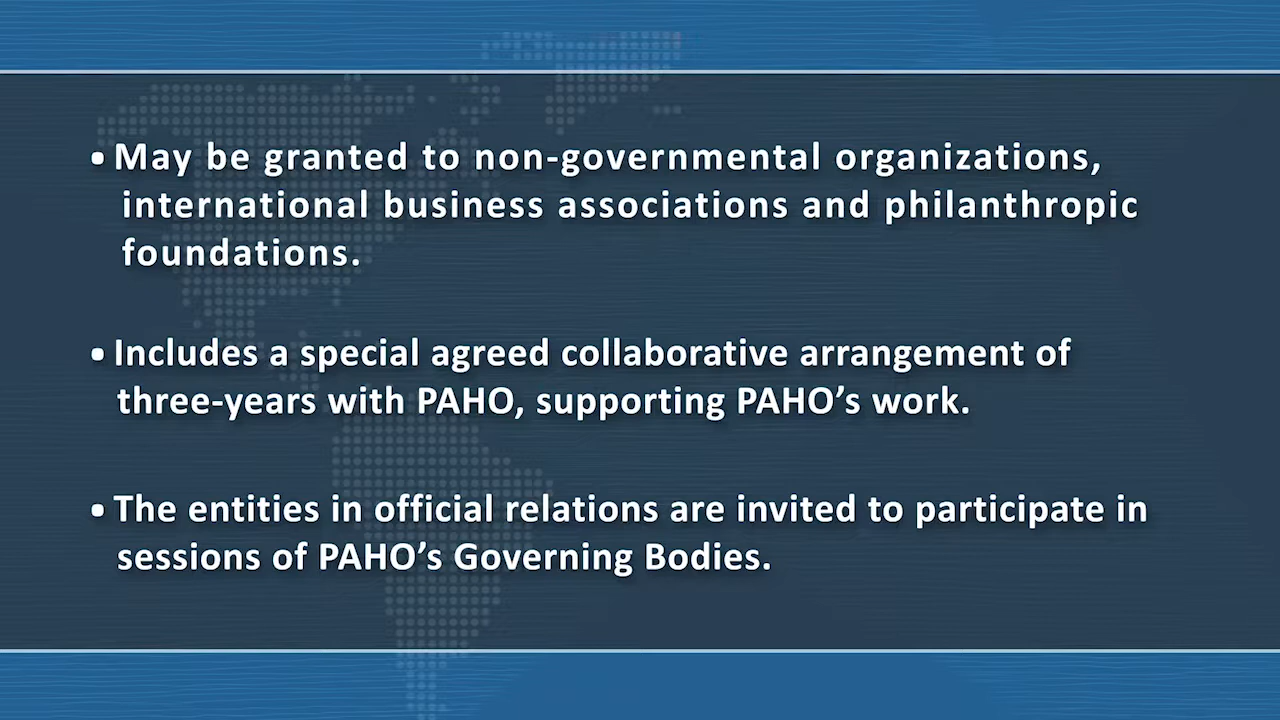 • May be granted to non-governmental organizations,
international business associations and philanthropic
foundations.
• Includes a special agreed collaborative arrangement of
three-years with PAHO, supporting PAHO’s work.
• The entities in official relations are invited to participate in
sessions of PAHO’s Governing Bodies.